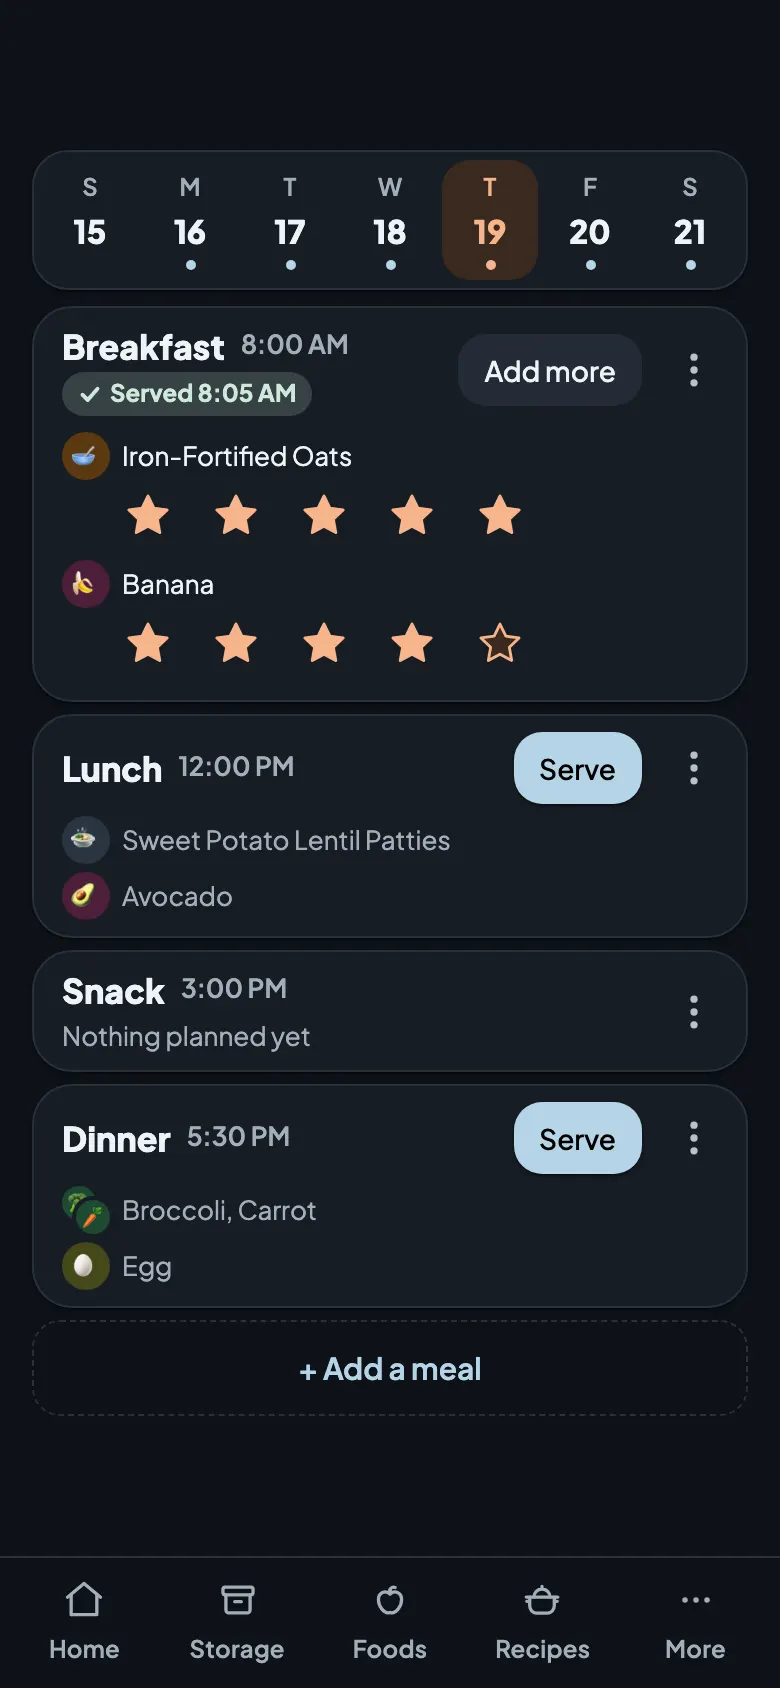 S M T W T F S
15 16 17 18 19 20 21
Breakfast 8:00 AM
Add more
Served 8:05 AM
Iron-Fortified Oats
Banana
Lunch 12:00 PM
Serve
Sweet Potato Lentil Patties
Avocado
Snack 3:00 PM
Nothing planned yet
Dinner 5:30 PM
Serve
Broccoli, Carrot
Egg
+ Add a meal
Home Storage Foods Recipes More